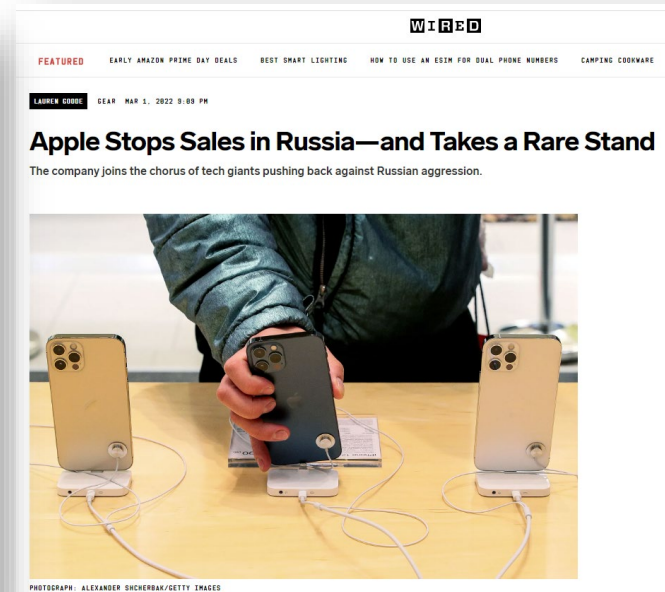 WIRED
FEATURED EARLY AMAZON PRIME DAY DEALS BEST SMART LIGHTING HOW TO USE AN ESIM FOR DUAL PHONE NUMBERS CAMPING COOKWARE
LAUREN GOODE GEAR MAR 1, 2022 9:09 PM
Apple Stops Sales in Russia—and Takes a Rare Stand
The company joins the chorus of tech giants pushing back against Russian aggression.
PHOTOGRAPH: ALEXANDER SHCHERBAK/GETTY IMAGES